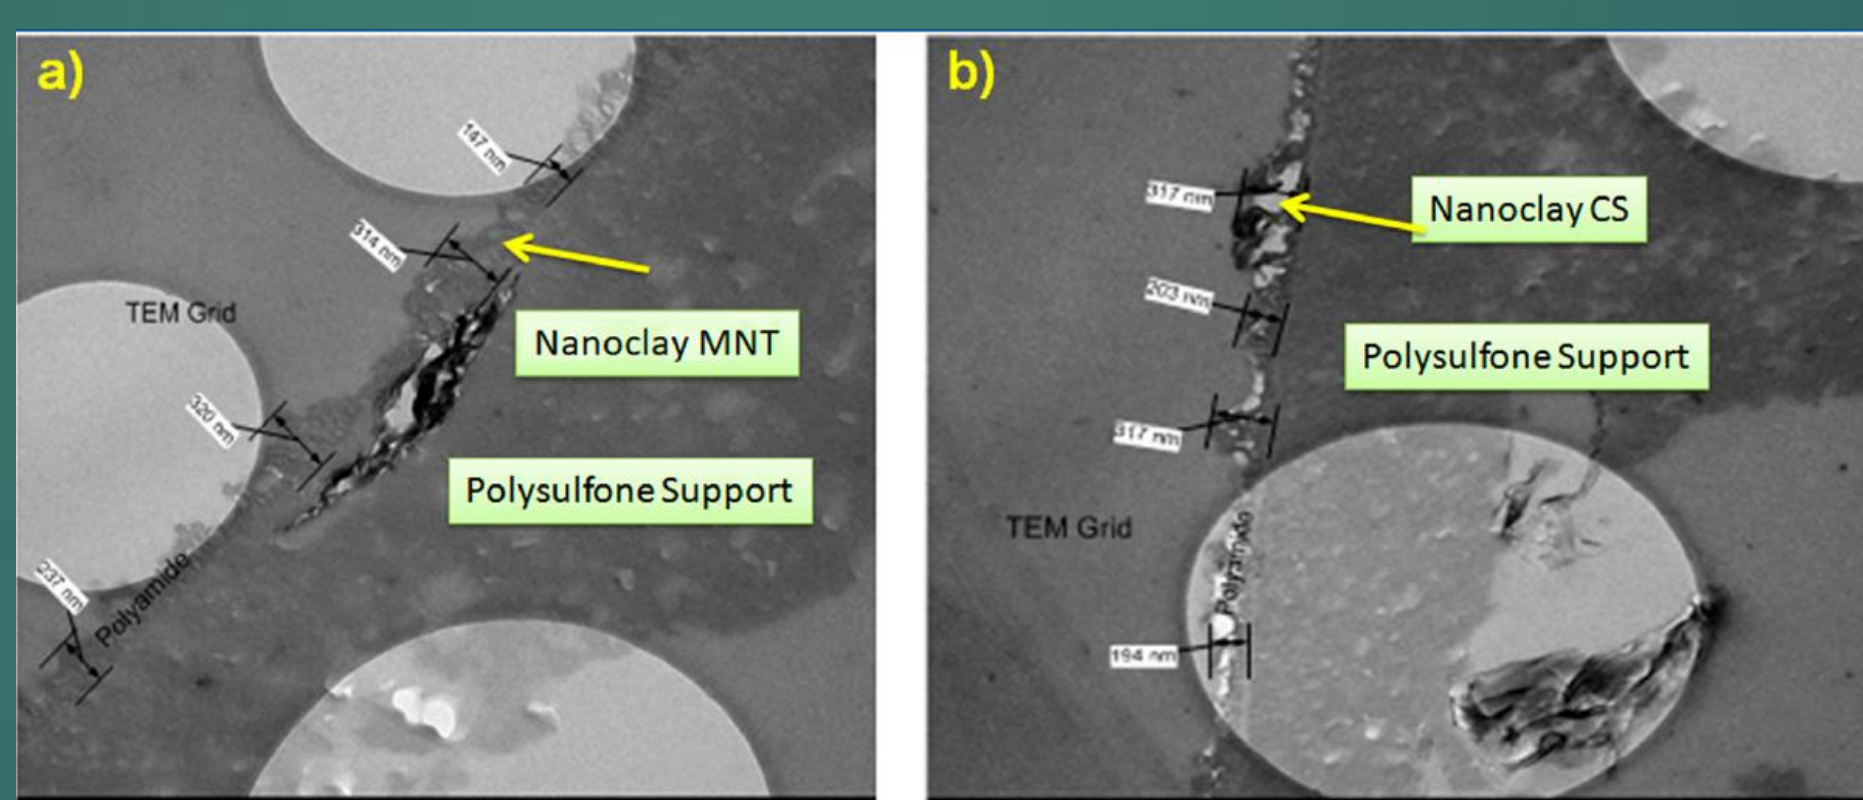 a)
147 nm
314 nm
TEM Grid
Nanoclay MNT
320 nm
Polysulfone Support
237 nm
Polyamide
b)
317 nm
Nanoclay CS
203 nm
Polysulfone Support
317 nm
TEM Grid
Polyamide
194 nm